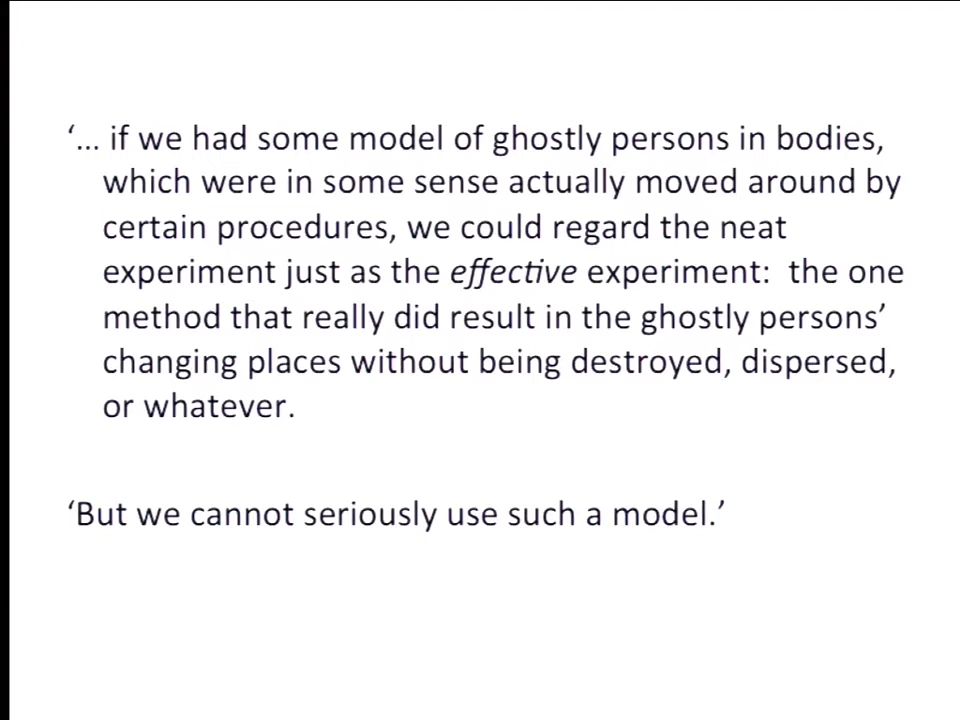 ‘... if we had some model of ghostly persons in bodies,
which were in some sense actually moved around by
certain procedures, we could regard the neat
experiment just as the effective experiment:  the one
method that really did result in the ghostly persons’
changing places without being destroyed, dispersed,
or whatever.
‘But we cannot seriously use such a model.’